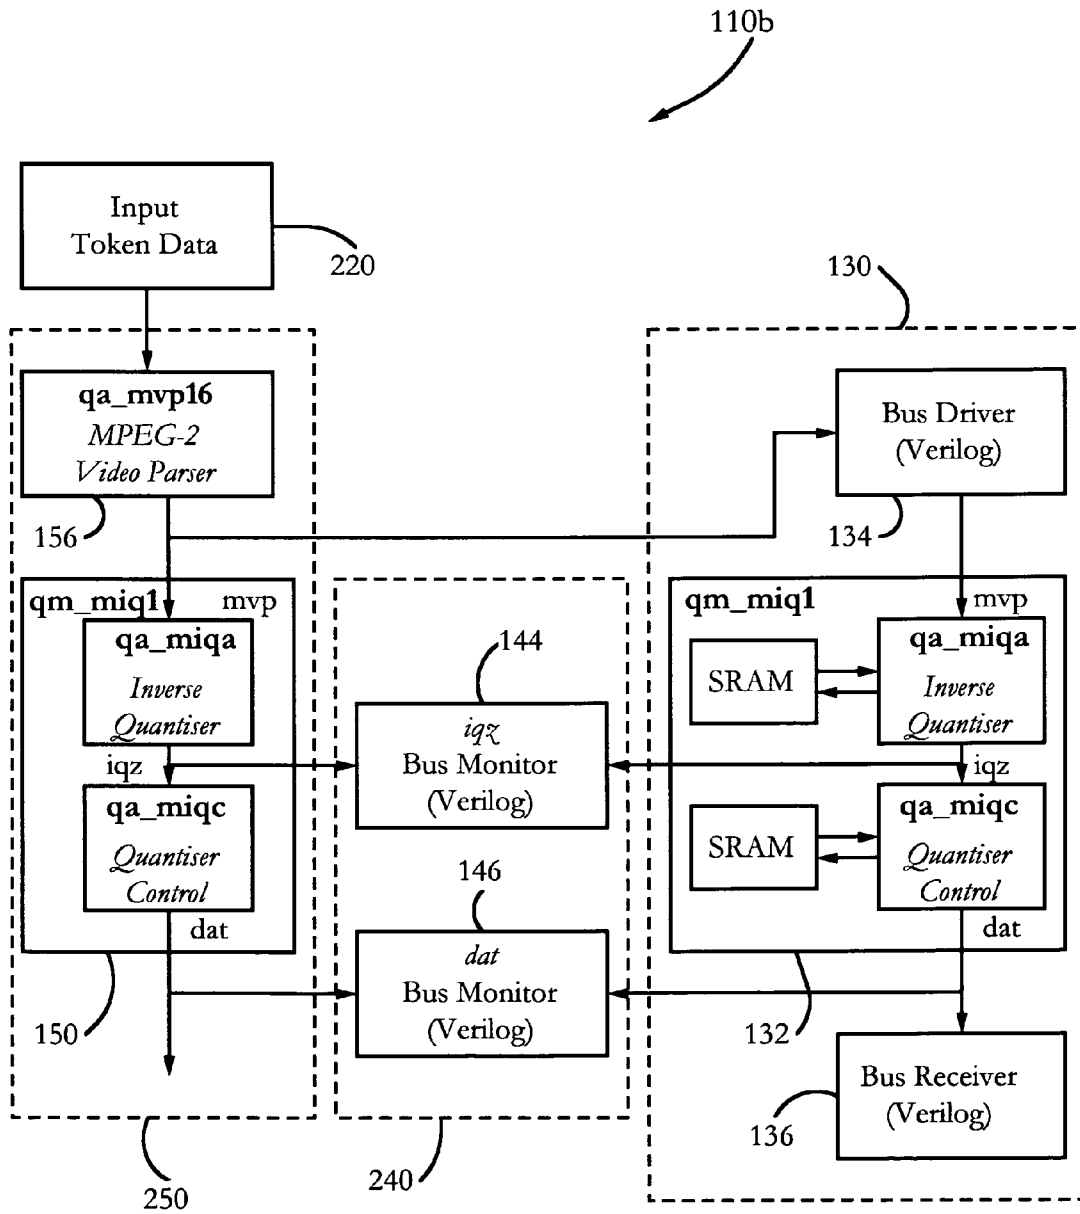 110b
Input
Token Data
220
130
qa_mvp16
MPEG-2
Video Parser
156
Bus Driver
(Verilog)
134
qm_miq1
mvp
qa_miqa
Inverse
Quantiser
iqz
qa_miqc
Quantiser
Control
dat
150
250
144
iqz
Bus Monitor
(Verilog)
146
dat
Bus Monitor
(Verilog)
240
qm_miq1
mvp
SRAM
qa_miqa
Inverse
Quantiser
iqz
SRAM
qa_miqc
Quantiser
Control
dat
132
Bus Receiver
(Verilog)
136